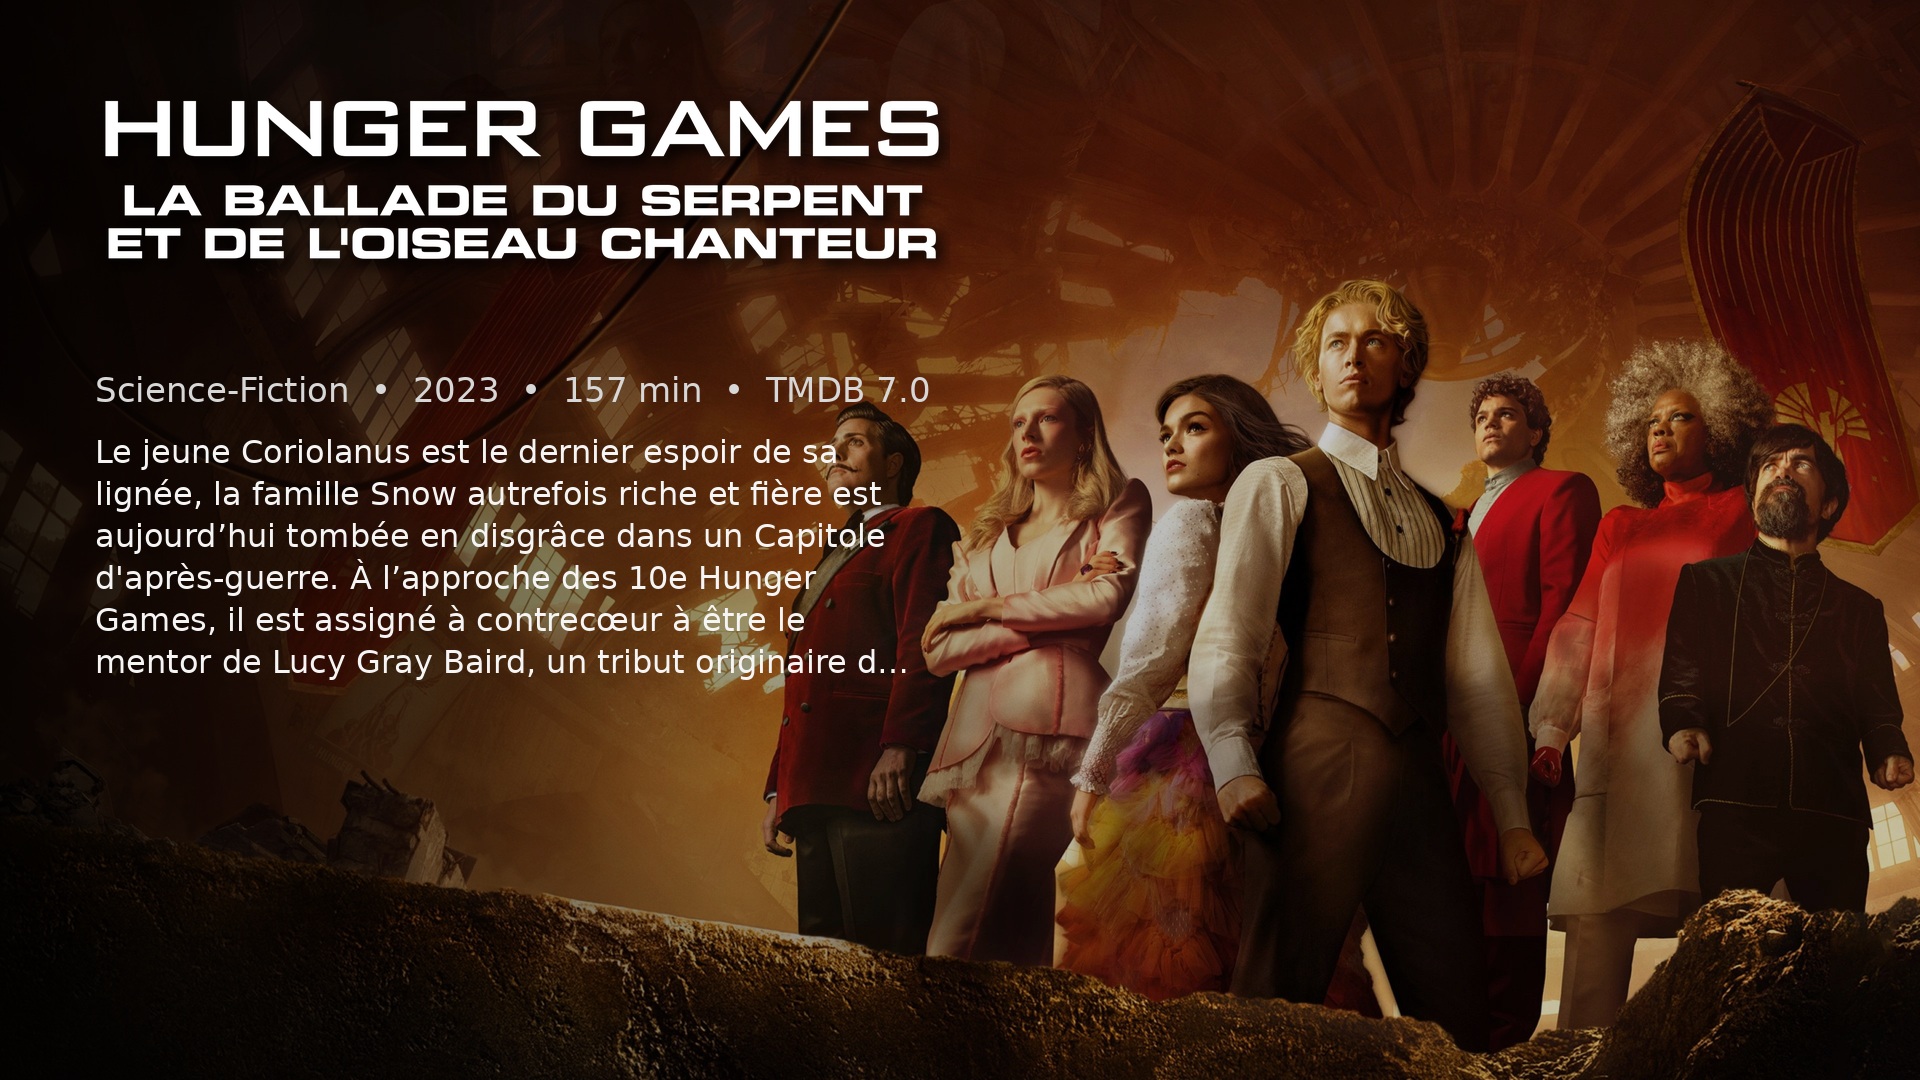 HUNGER GAMES
LA BALLADE DU SERPENT
ET DE L'OISEAU CHANTEUR
Science-Fiction • 2023 • 157 min • TMDB 7.0
Le jeune Coriolanus est le dernier espoir de sa
lignée, la famille Snow autrefois riche et fière est
aujourd’hui tombée en disgrâce dans un Capitole
d'après-guerre. À l’approche des 10e Hunger
Games, il est assigné à contrecœur à être le
mentor de Lucy Gray Baird, un tribut originaire d...